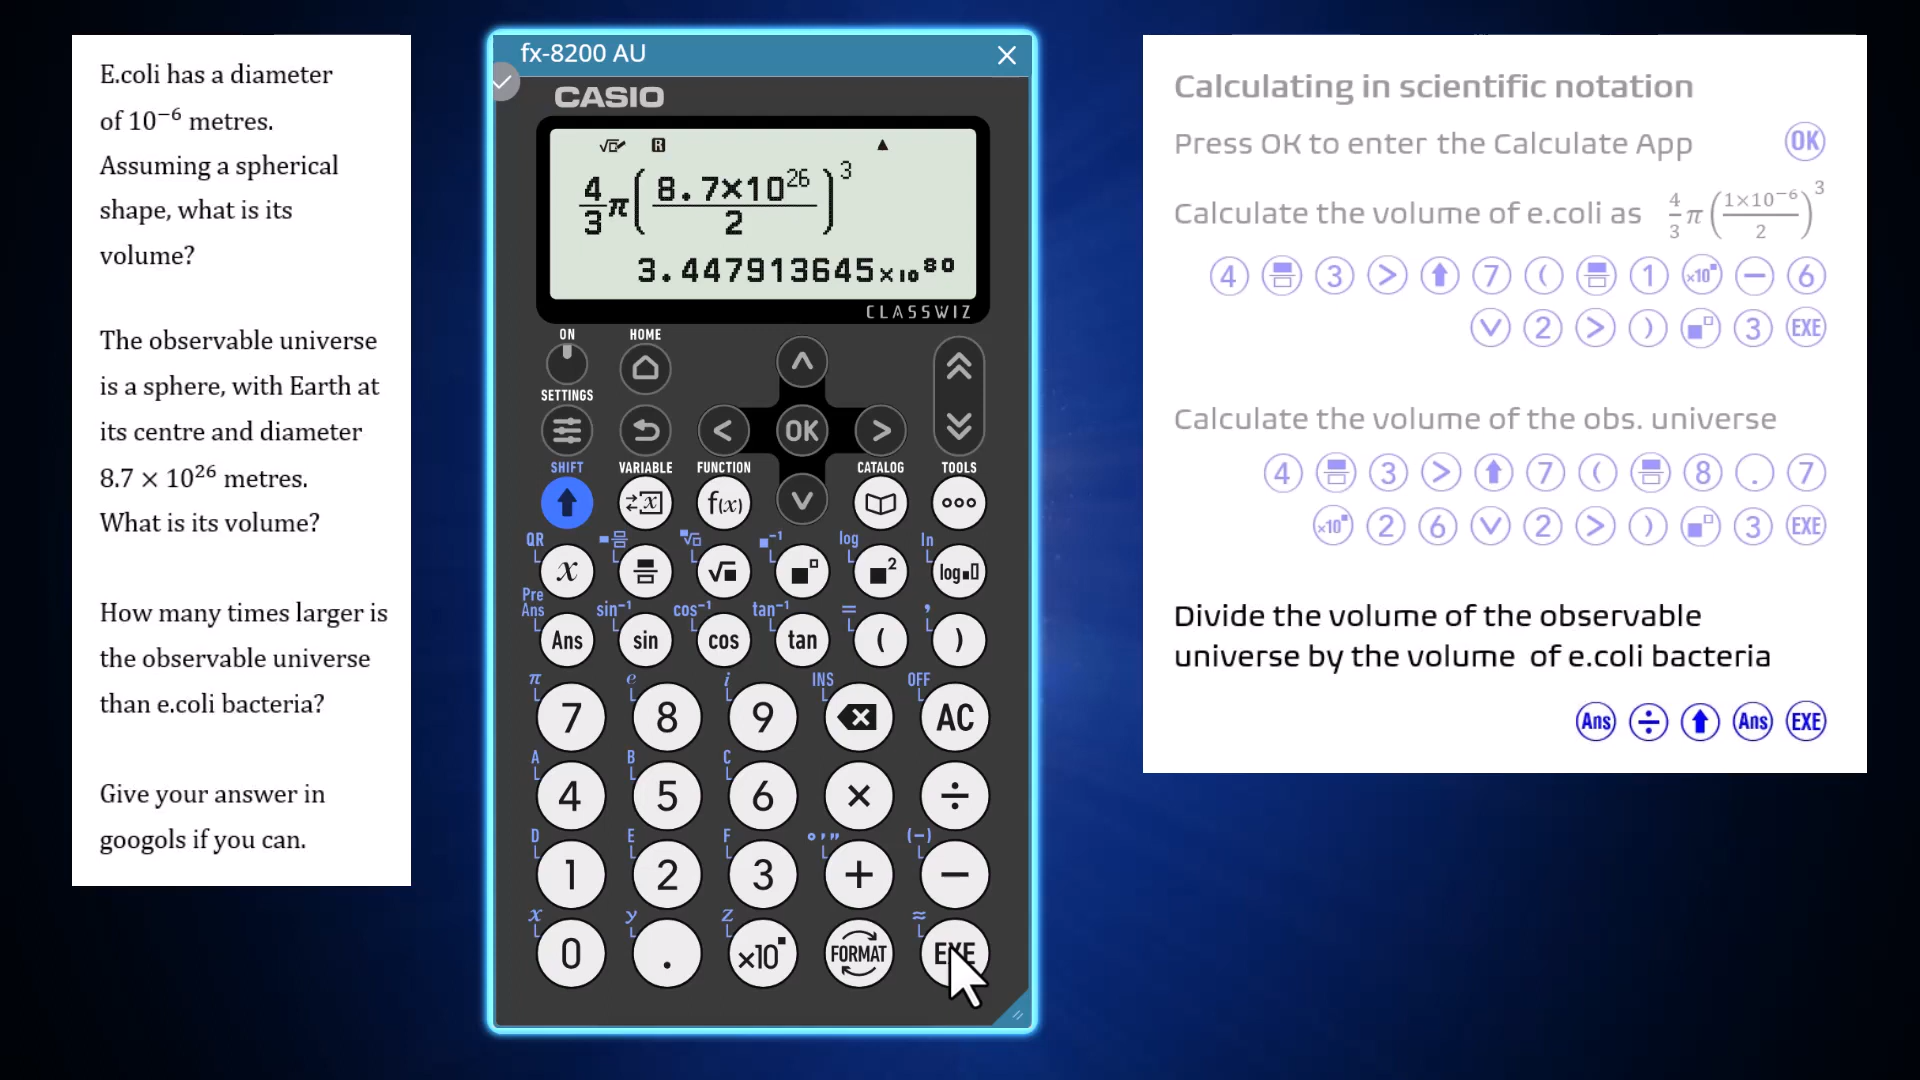 E.coli has a diameter
of 10⁻⁶ metres.
Assuming a spherical
shape, what is its
volume?
The observable universe
is a sphere, with Earth at
its centre and diameter
8.7 × 10²⁶ metres.
What is its volume?
How many times larger is
the observable universe
than e.coli bacteria?
Give your answer in
googols if you can.
fx-8200 AU
CASIO
√ R ▲
4/3 π (8.7×10²⁶/2)³
3.447913645×10⁸⁰
CLASSWIZ
ON HOME
SETTINGS
OK
SHIFT VARIABLE FUNCTION CATALOG TOOLS
x f(x)
QR log ln
x √■ ■² log
Pre
Ans sin⁻¹ cos⁻¹ tan⁻¹ = ,
Ans sin cos tan ( )
π e i INS OFF
7 8 9 AC
A B C
4 5 6 × ÷
D E F °’” (−)
1 2 3 + −
x y z ≈
0 . ×10■ FORMAT EXE
Calculating in scientific notation
Press OK to enter the Calculate App OK
Calculate the volume of e.coli as 4/3 π (1×10⁻⁶/2)³
4 3 > 7 ( 1 ×10■ − 6
2 > ) 3 EXE
Calculate the volume of the obs. universe
4 3 > 7 ( 8 . 7
×10■ 2 6 2 > ) 3 EXE
Divide the volume of the observable
universe by the volume of e.coli bacteria
Ans ÷ Ans EXE